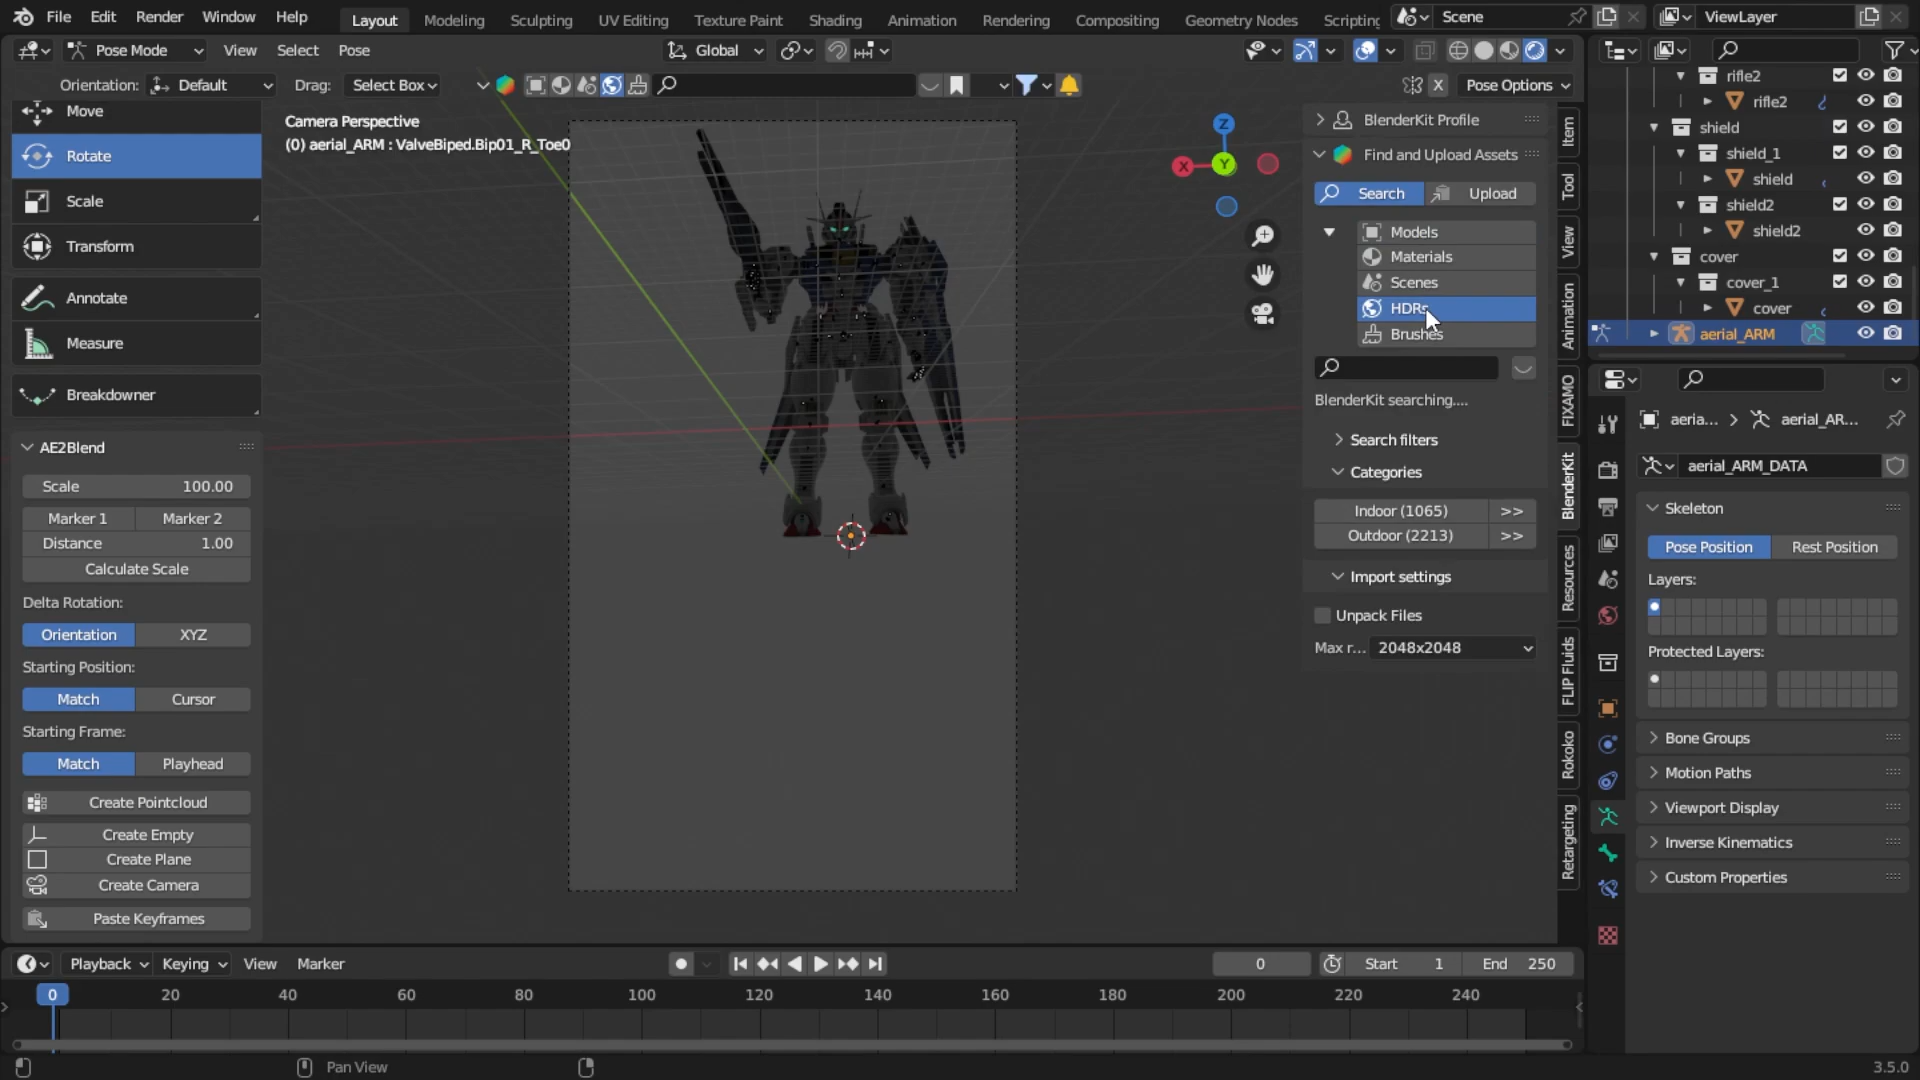 File Edit Render Window Help Layout Modeling Sculpting UV Editing Texture Paint Shading Animation Rendering Compositing Geometry Nodes Scripting Scene ViewLayer
Pose Mode View Select Pose Global
Orientation: Default Drag: Select Box X Pose Options
Move
Rotate
Scale
Transform
Annotate
Measure
Breakdowner
AE2Blend
Scale 100.00
Marker 1 Marker 2
Distance 1.00
Calculate Scale
Delta Rotation:
Orientation XYZ
Starting Position:
Match Cursor
Starting Frame:
Match Playhead
Create Pointcloud
Create Empty
Create Plane
Create Camera
Paste Keyframes
Camera Perspective
(0) aerial_ARM : ValveBiped.Bip01_R_Toe0
Z
X
Y
BlenderKit Profile
Find and Upload Assets
Search Upload
Models
Materials
Scenes
HDRs
Brushes
BlenderKit searching....
Search filters
Categories
Indoor (1065) >>
Outdoor (2213) >>
Import settings
Unpack Files
Max r... 2048x2048
Item
Tool
View
Animation
FIXAMO
BlenderKit
Resources
FLIP Fluids
Rokoko
Retargeting
rifle2
rifle2
shield
shield_1
shield
shield2
shield2
cover
cover_1
cover
aerial_ARM
aeria... > aerial_AR...
aerial_ARM_DATA
Skeleton
Pose Position Rest Position
Layers:
Protected Layers:
Bone Groups
Motion Paths
Viewport Display
Inverse Kinematics
Custom Properties
Playback Keying View Marker 0 Start 1 End 250
0 20 40 60 80 100 120 140 160 180 200 220 240
Pan View 3.5.0